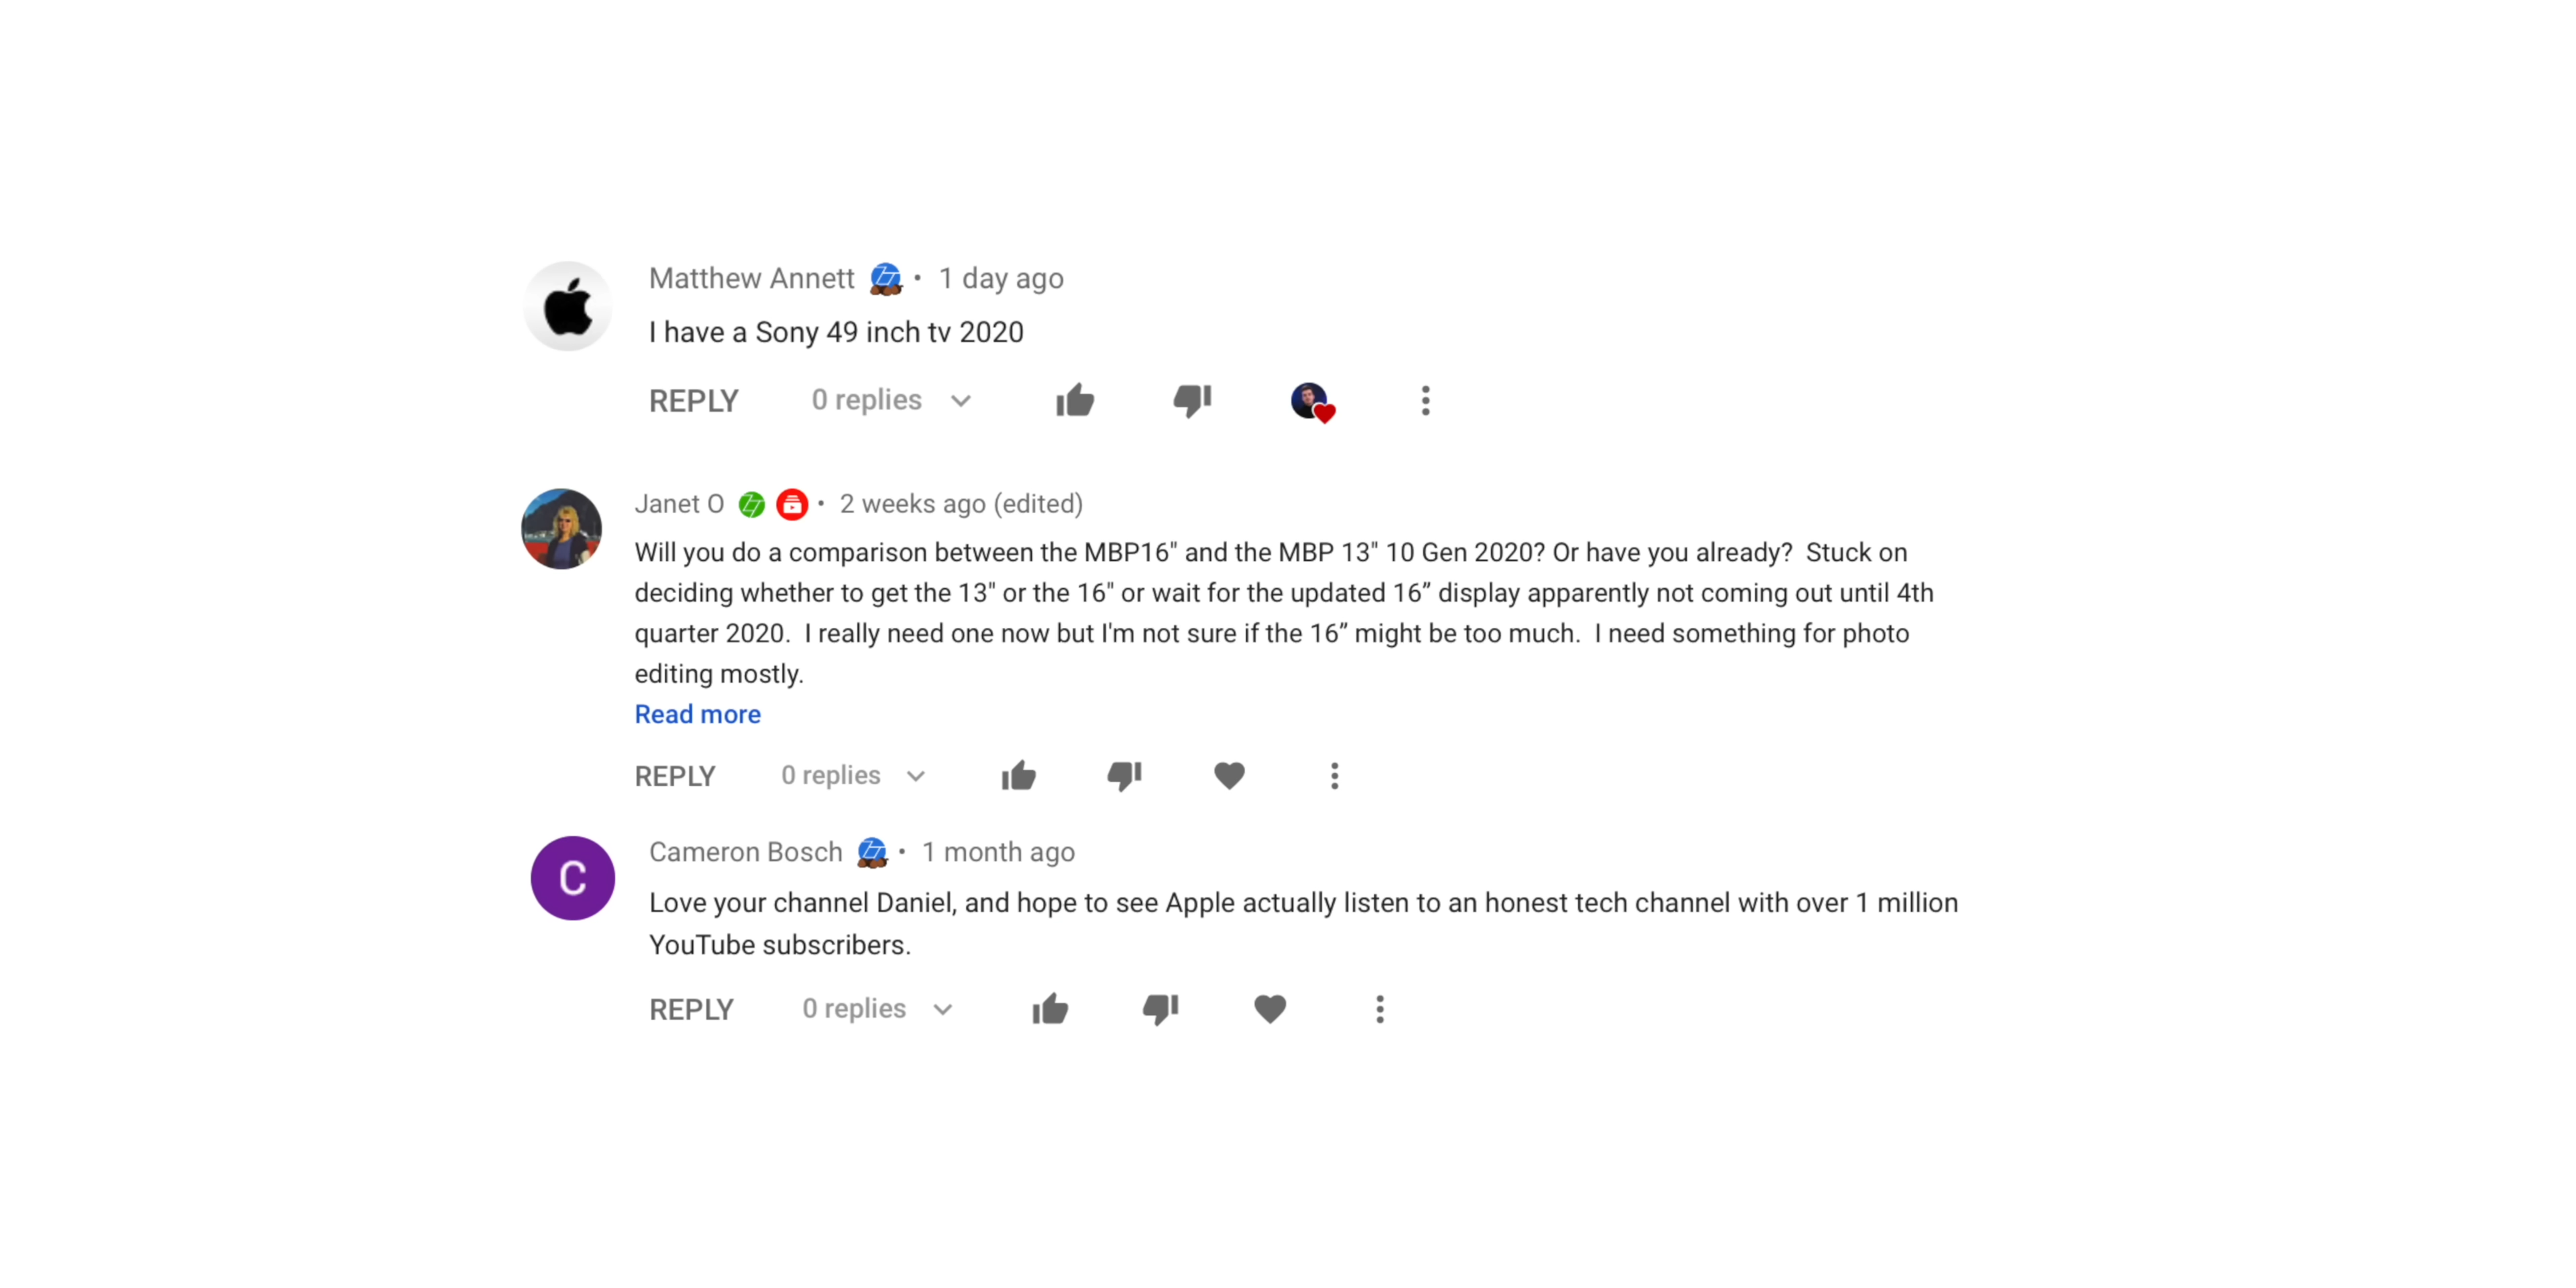 Matthew Annett • 1 day ago
I have a Sony 49 inch tv 2020
REPLY 0 replies
Janet O • 2 weeks ago (edited)
Will you do a comparison between the MBP16" and the MBP 13" 10 Gen 2020? Or have you already?  Stuck on
deciding whether to get the 13" or the 16" or wait for the updated 16” display apparently not coming out until 4th
quarter 2020.  I really need one now but I'm not sure if the 16” might be too much.  I need something for photo
editing mostly.
Read more
REPLY 0 replies
C
Cameron Bosch • 1 month ago
Love your channel Daniel, and hope to see Apple actually listen to an honest tech channel with over 1 million
YouTube subscribers.
REPLY 0 replies